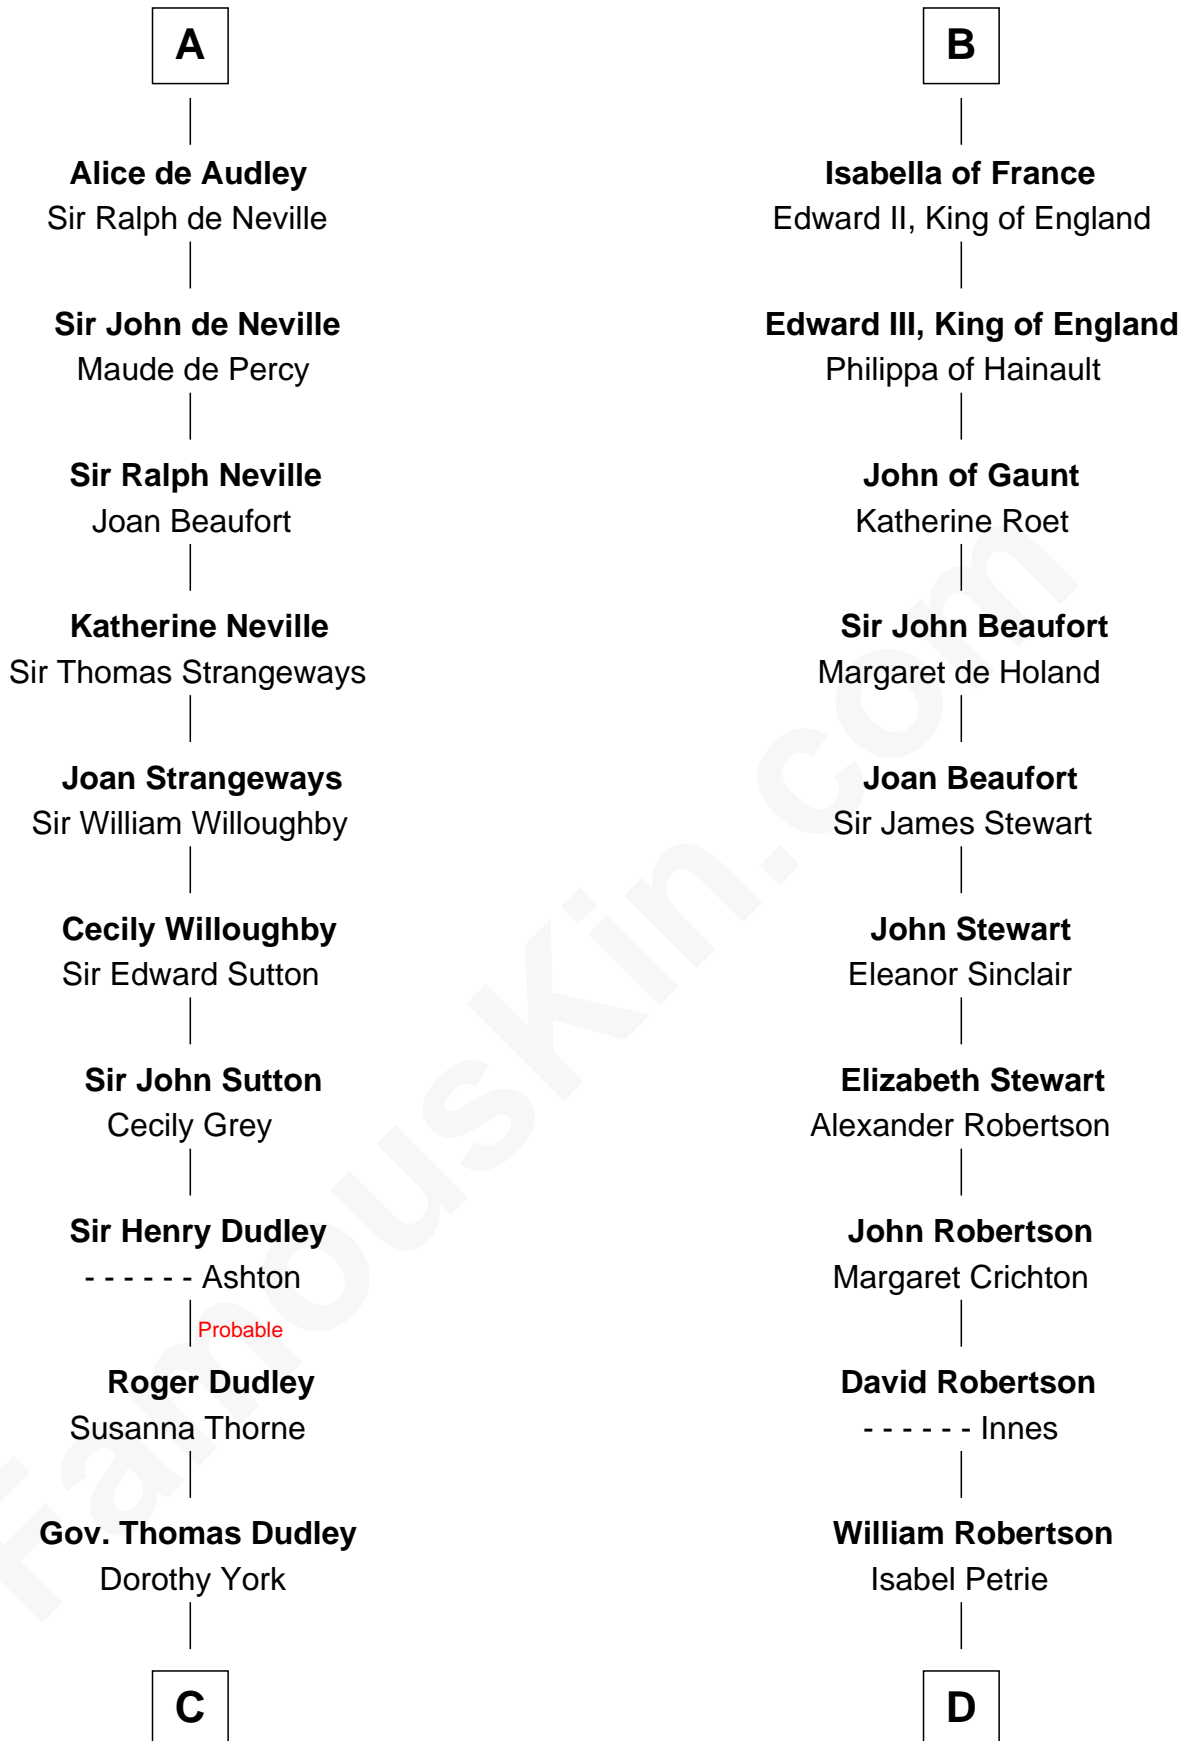 A
Alice de Audley
Sir Ralph de Neville
Sir John de Neville
Maude de Percy
Sir Ralph Neville
Joan Beaufort
Katherine Neville
Sir Thomas Strangeways
Joan Strangeways
Sir William Willoughby
Cecily Willoughby
Sir Edward Sutton
Sir John Sutton
Cecily Grey
Sir Henry Dudley
- - - - - - Ashton
Probable
Roger Dudley
Susanna Thorne
Gov. Thomas Dudley
Dorothy York
C
B
Isabella of France
Edward II, King of England
Edward III, King of England
Philippa of Hainault
John of Gaunt
Katherine Roet
Sir John Beaufort
Margaret de Holand
Joan Beaufort
Sir James Stewart
John Stewart
Eleanor Sinclair
Elizabeth Stewart
Alexander Robertson
John Robertson
Margaret Crichton
David Robertson
- - - - - - Innes
William Robertson
Isabel Petrie
D
FamousKin.com